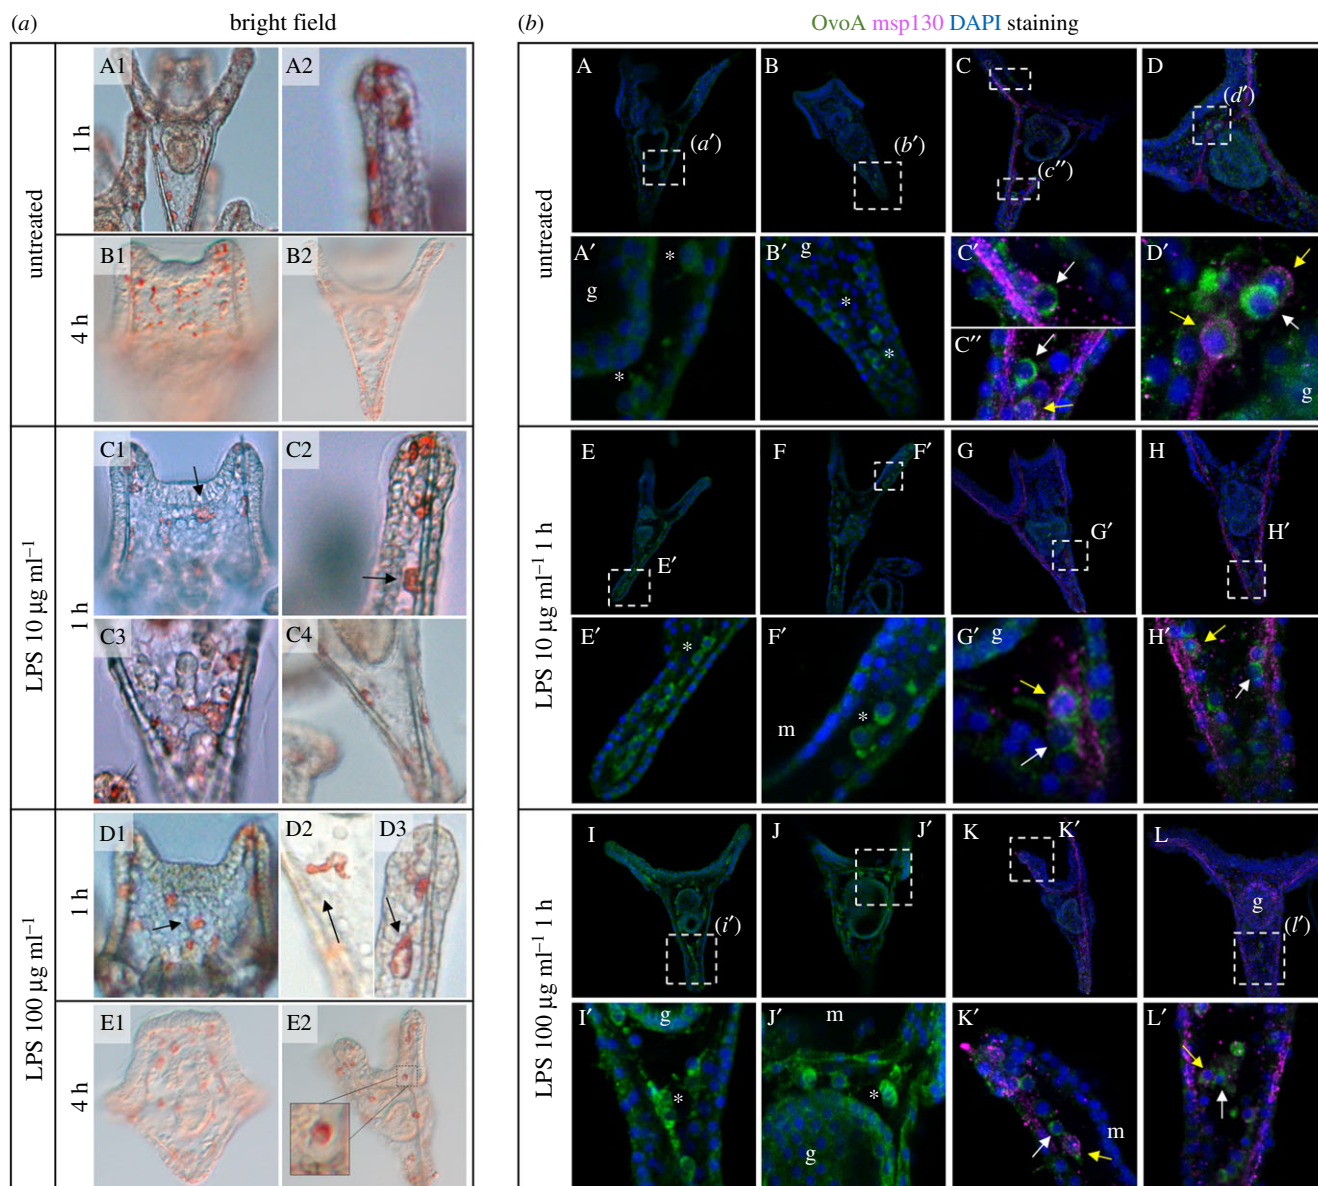 (a) bright field
(b) OvoA msp130 DAPI staining
untreated
1 h
A1 A2
4 h
B1 B2
LPS 10 µg ml−1
1 h
C1 C2
C3 C4
LPS 100 µg ml−1
1 h
D1 D2 D3
4 h
E1 E2
untreated
A B C D
(a′) (b′) (c″) (d′)
A′ g * *
B′ g * *
C′
C″
D′ g
LPS 10 µg ml−1 1 h
E F F′ G H
E′ G′ H′
E′ *
F′ m *
G′ g
H′
LPS 100 µg ml−1 1 h
I J J′ K K′ L
g
(i′) (l′)
I′ g *
J′ m * g
K′ m
L′